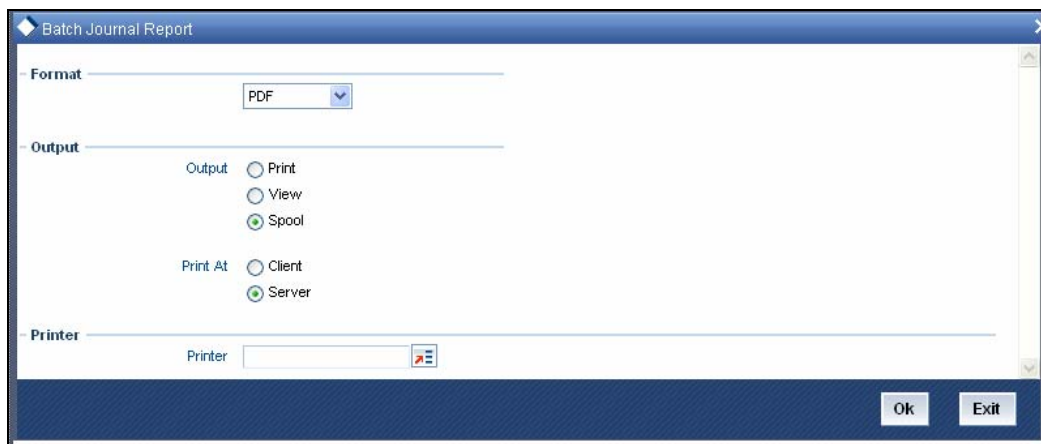 Batch Journal Report
Format
PDF
Output
Output Print
View
Spool
Print At Client
Server
Printer
Printer
Ok Exit